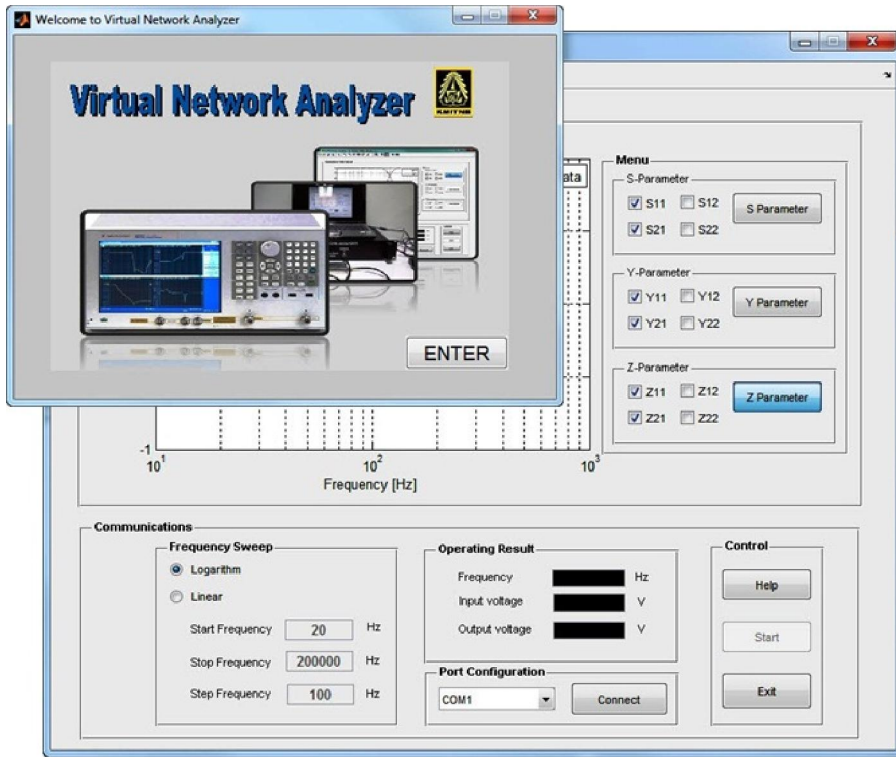 Welcome to Virtual Network Analyzer
Virtual Network Analyzer
KMITNB
ENTER
ata
Menu
S-Parameter
S11 S12
S21 S22
S Parameter
Y-Parameter
Y11 Y12
Y21 Y22
Y Parameter
Z-Parameter
Z11 Z12
Z21 Z22
Z Parameter
-1
10^1 10^2 10^3
Frequency [Hz]
Communications
Frequency Sweep
Logarithm
Linear
Start Frequency 20 Hz
Stop Frequency 200000 Hz
Step Frequency 100 Hz
Operating Result
Frequency Hz
Input voltage V
Output voltage V
Port Configuration
COM1 Connect
Control
Help
Start
Exit